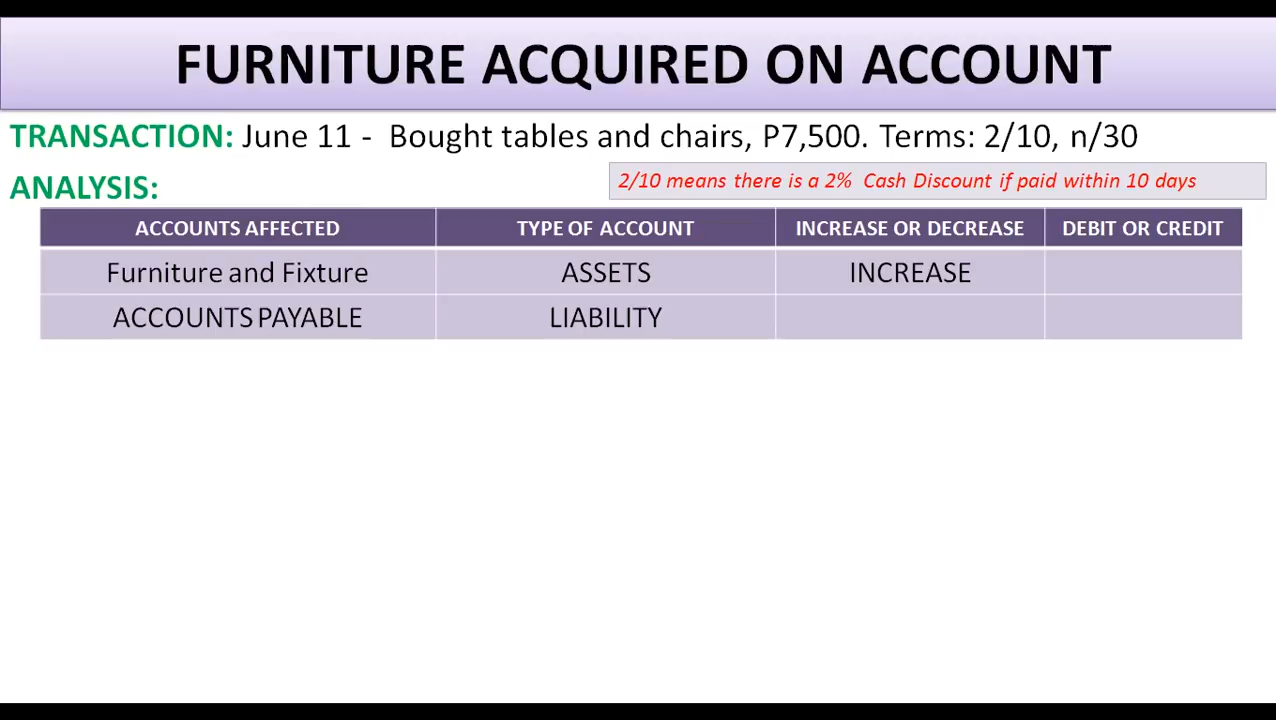 FURNITURE ACQUIRED ON ACCOUNT
TRANSACTION: June 11 - Bought tables and chairs, P7,500. Terms: 2/10, n/30
ANALYSIS:
2/10 means there is a 2% Cash Discount if paid within 10 days
ACCOUNTS AFFECTED TYPE OF ACCOUNT INCREASE OR DECREASE DEBIT OR CREDIT
Furniture and Fixture ASSETS INCREASE
ACCOUNTS PAYABLE LIABILITY